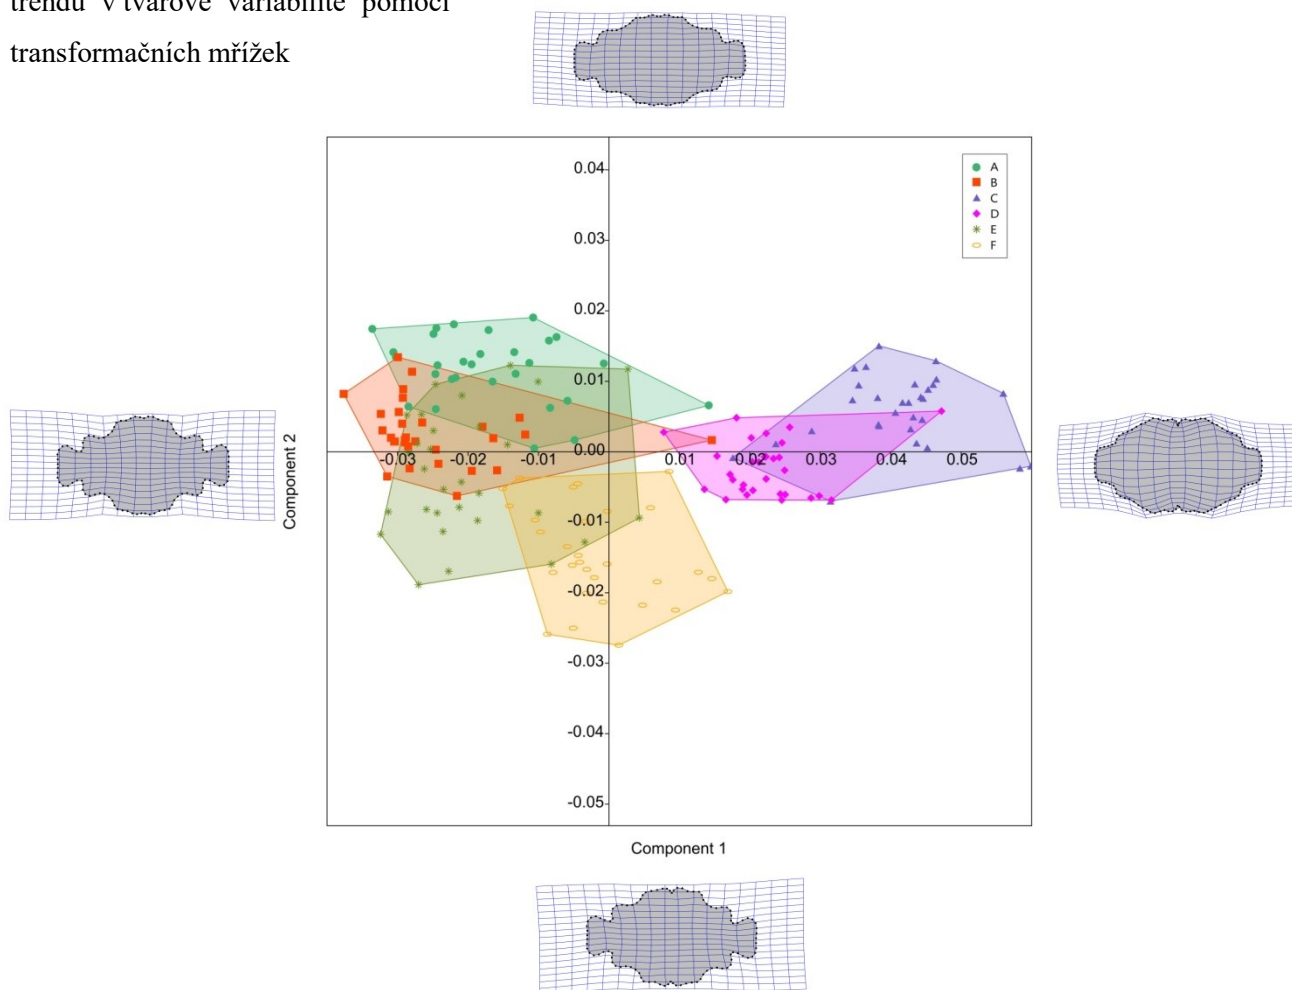 trendů v tvarové variabilitě pomocí
transformačních mřížek
0.04
0.03
0.02
0.01
0.00
-0.01
-0.02
-0.03
-0.04
-0.05
-0.03 -0.02 -0.01 0.01 0.02 0.03 0.04 0.05
A
B
C
D
E
F
Component 2
Component 1